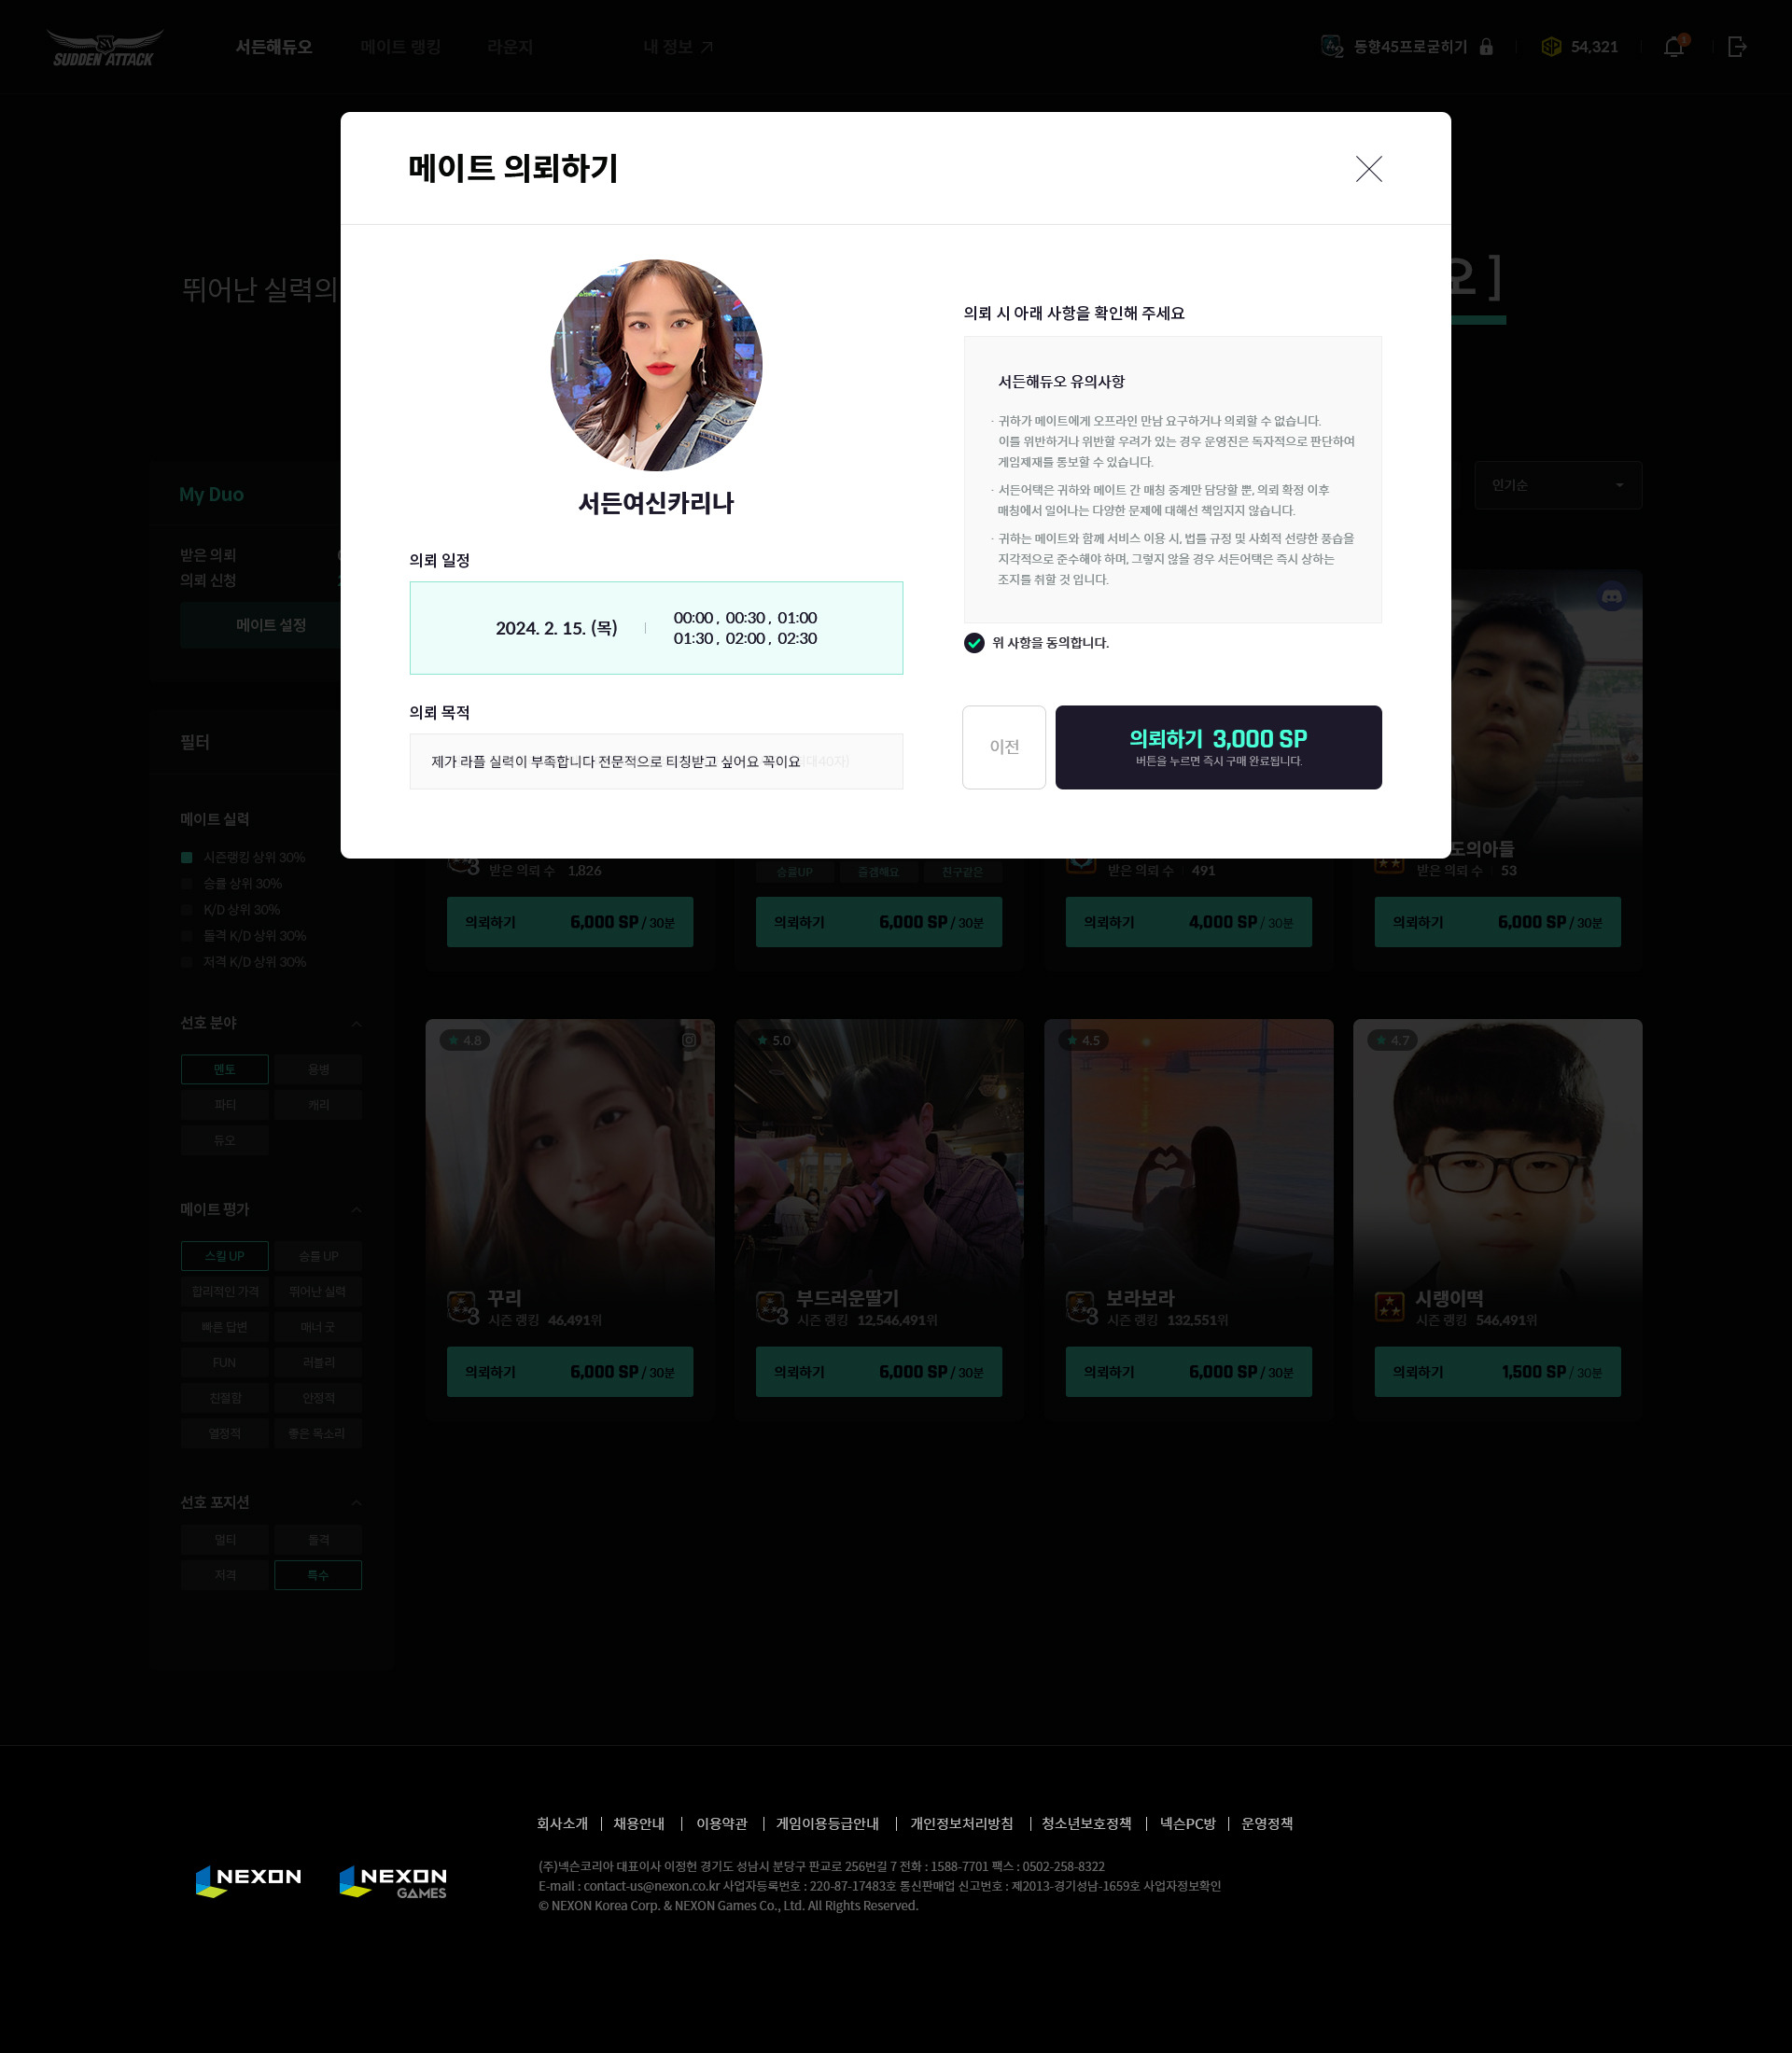 SUDDEN ATTACK
서든해듀오
메이트 랭킹
라운지
내 정보
2
동향45프로굳히기
SP
54,321
1
메이트 의뢰하기
뛰어난 실력의
오 ]
서든여신카리나
의뢰 일정
2024. 2. 15. (목)
00:00 , 00:30 , 01:00
01:30 , 02:00 , 02:30
의뢰 목적
제가 라플 실력이 부족합니다 전문적으로 티칭받고 싶어요 꼭이요
의뢰 시 아래 사항을 확인해 주세요
서든해듀오 유의사항
· 귀하가 메이트에게 오프라인 만남 요구하거나 의뢰할 수 없습니다.
이를 위반하거나 위반할 우려가 있는 경우 운영진은 독자적으로 판단하여
게임제재를 통보할 수 있습니다.
· 서든어택은 귀하와 메이트 간 매칭 중계만 담당할 뿐, 의뢰 확정 이후
매칭에서 일어나는 다양한 문제에 대해선 책임지지 않습니다.
· 귀하는 메이트와 함께 서비스 이용 시, 법률 규정 및 사회적 선량한 풍습을
지각적으로 준수해야 하며, 그렇지 않을 경우 서든어택은 즉시 상하는
조지를 취할 것 입니다.
위 사항을 동의합니다.
이전
의뢰하기 3,000 SP
버튼을 누르면 즉시 구매 완료됩니다.
My Duo
받은 의뢰
의뢰 신청
메이트 설정
인기순
필터
메이트 실력
시즌랭킹 상위 30%
승률 상위 30%
K/D 상위 30%
돌격 K/D 상위 30%
저격 K/D 상위 30%
선호 분야
멘토
용병
파티
캐리
듀오
메이트 평가
스킬 UP
승률 UP
합리적인 가격
뛰어난 실력
빠른 답변
매너 굿
FUN
러블리
친절함
안정적
열정적
좋은 목소리
선호 포지션
멀티
돌격
저격
특수
3
받은 의뢰 수 1,826
의뢰하기 6,000 SP / 30분
승률UP
즐겜해요
친구같은
의뢰하기 6,000 SP / 30분
받은 의뢰 수 491
의뢰하기 4,000 SP / 30분
도의아들
받은 의뢰 수 53
의뢰하기 6,000 SP / 30분
4.8
3
꾸리
시즌 랭킹 46,491위
의뢰하기 6,000 SP / 30분
5.0
3
부드러운딸기
시즌 랭킹 12,546,491위
의뢰하기 6,000 SP / 30분
4.5
3
보라보라
시즌 랭킹 132,551위
의뢰하기 6,000 SP / 30분
4.7
시랭이떡
시즌 랭킹 546,491위
의뢰하기 1,500 SP / 30분
회사소개 | 채용안내 | 이용약관 | 게임이용등급안내 | 개인정보처리방침 | 청소년보호정책 | 넥슨PC방 | 운영정책
NEXON
NEXON GAMES
(주)넥슨코리아 대표이사 이정헌 경기도 성남시 분당구 판교로 256번길 7 전화 : 1588-7701 팩스 : 0502-258-8322
E-mail : contact-us@nexon.co.kr 사업자등록번호 : 220-87-17483호 통신판매업 신고번호 : 제2013-경기성남-1659호 사업자정보확인
© NEXON Korea Corp. & NEXON Games Co., Ltd. All Rights Reserved.